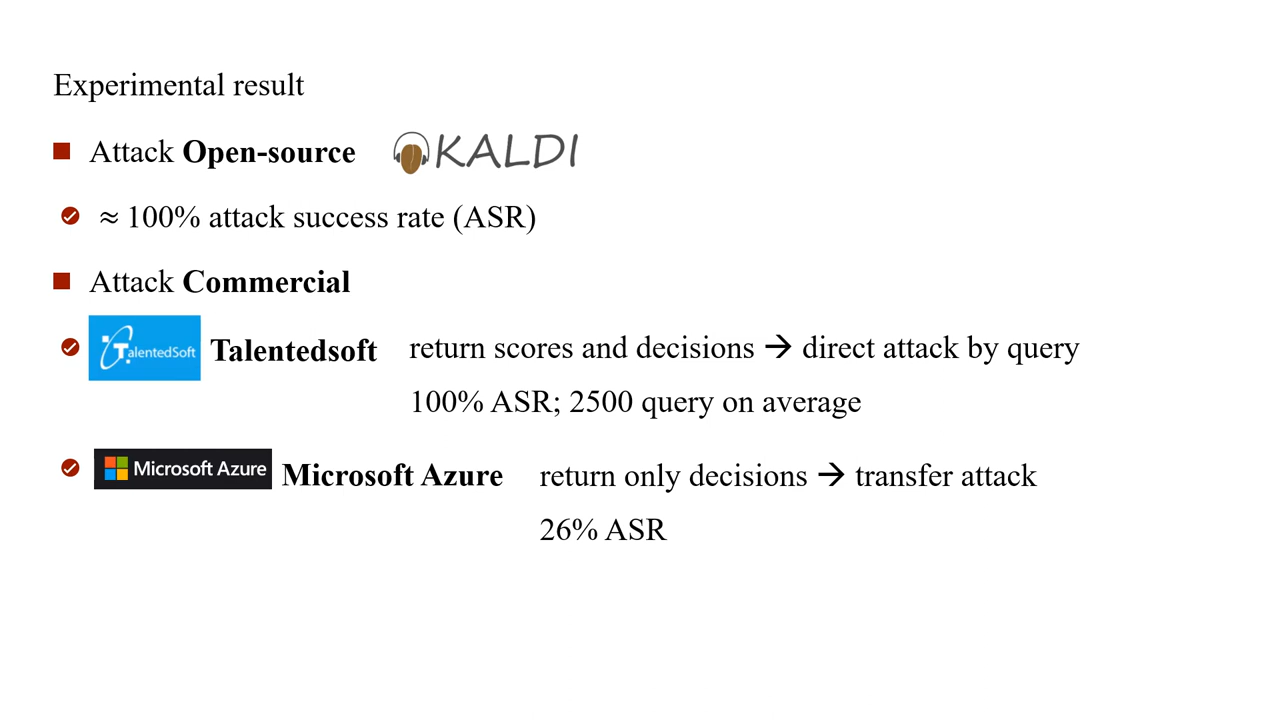 Experimental result
Attack Open-source KALDI
≈ 100% attack success rate (ASR)
Attack Commercial
TalentedSoft Talentedsoft return scores and decisions → direct attack by query
100% ASR; 2500 query on average
Microsoft Azure Microsoft Azure return only decisions → transfer attack
26% ASR